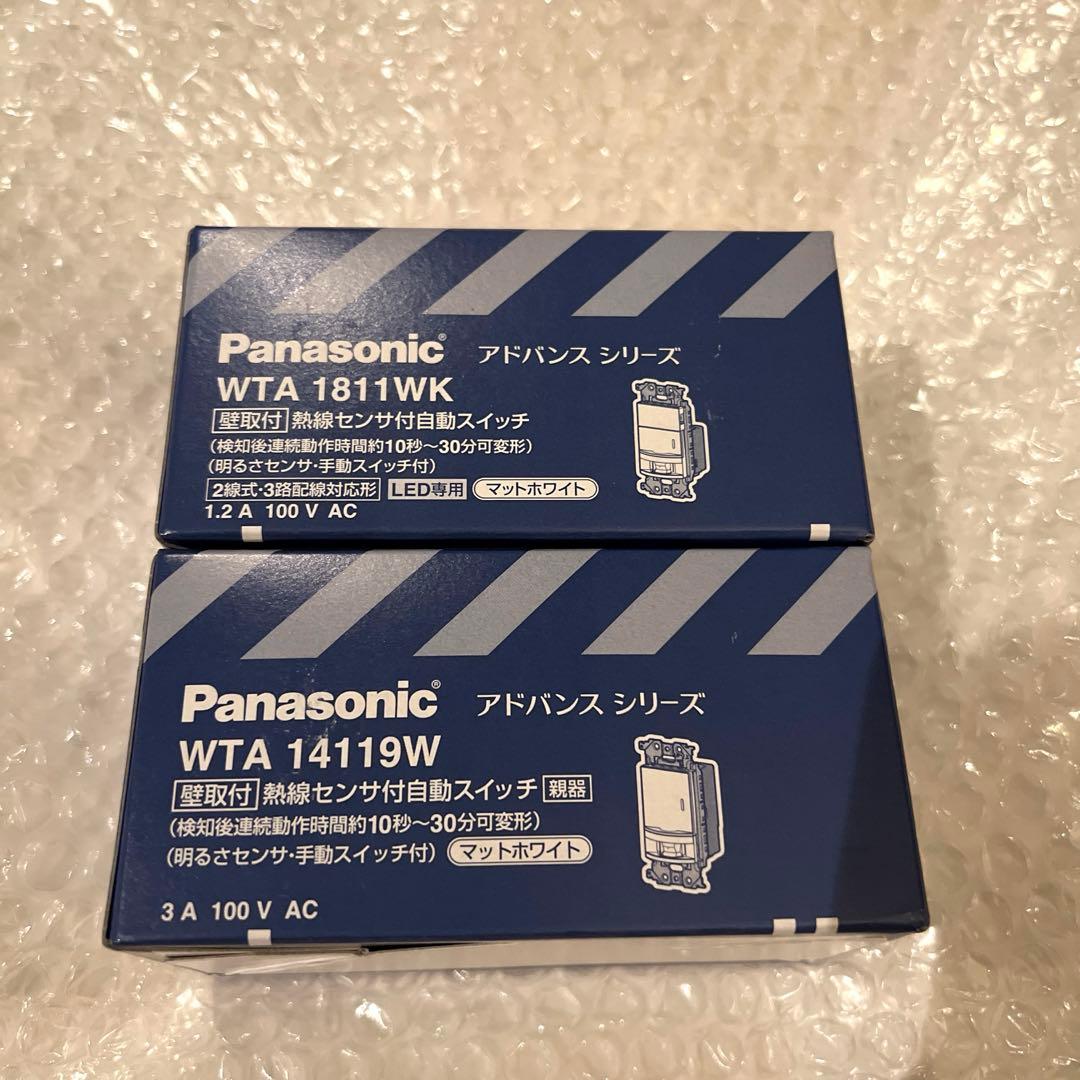 Panasonic® アドバンス シリーズ
WTA 1811WK
壁取付 熱線センサ付自動スイッチ
(検知後連続動作時間約10秒～30分可変形)
(明るさセンサ・手動スイッチ付)
2線式・3路配線対応形 LED専用 マットホワイト
1.2 A 100 V AC
Panasonic® アドバンス シリーズ
WTA 14119W
壁取付 熱線センサ付自動スイッチ 親器
(検知後連続動作時間約10秒～30分可変形)
(明るさセンサ・手動スイッチ付) マットホワイト
3 A 100 V AC